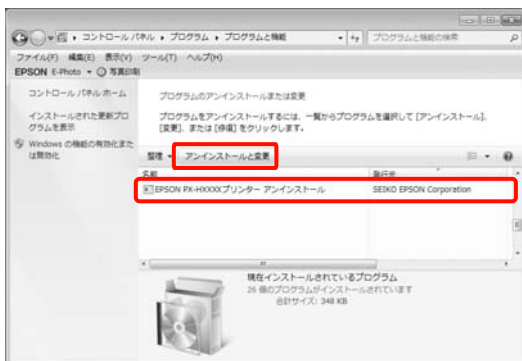 コントロール パネル ▸ プログラム ▸ プログラムと機能
プログラムと機能の検索
ファイル(F) 編集(E) 表示(V) ツール(T) ヘルプ(H)
EPSON E-Photo 写真印刷
コントロール パネル ホーム
インストールされた更新プログラムを表示
Windows の機能の有効化または無効化
プログラムのアンインストールまたは変更
プログラムをアンインストールするには、一覧からプログラムを選択して [アンインストール]、
[変更]、または [修復] をクリックします。
整理 アンインストールと変更
名前 発行元
EPSON PX-HXXXXプリンター アンインストール SEIKO EPSON Corporation
現在インストールされているプログラム
26 個のプログラムがインストールされています
合計サイズ: 348 KB